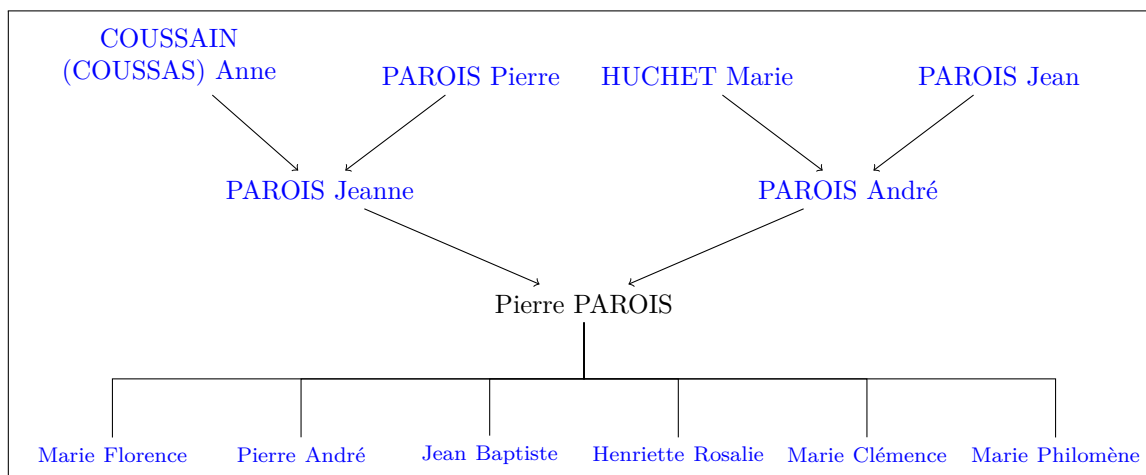 COUSSAIN
(COUSSAS) Anne
PAROIS Pierre
HUCHET Marie
PAROIS Jean
PAROIS Jeanne
PAROIS André
Pierre PAROIS
Marie Florence
Pierre André
Jean Baptiste
Henriette Rosalie
Marie Clémence
Marie Philomène